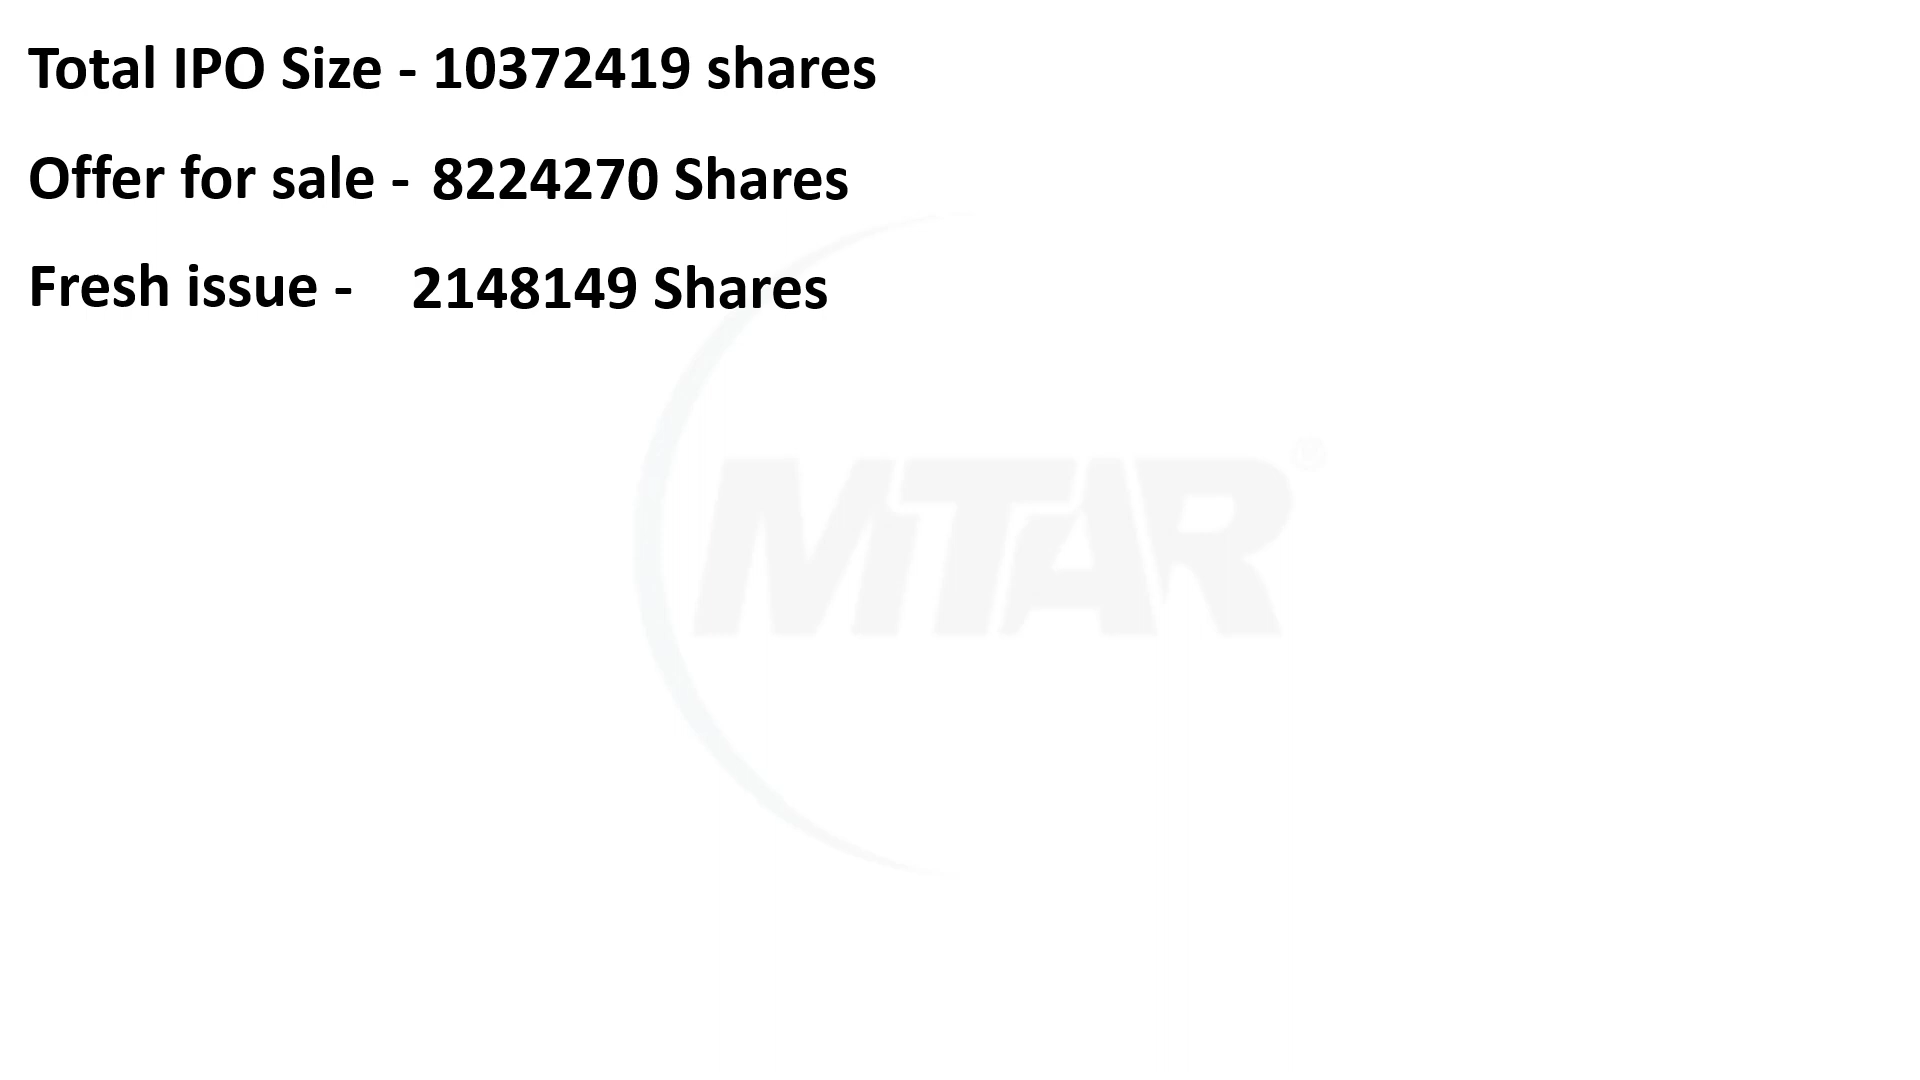 Total IPO Size - 10372419 shares
Offer for sale - 8224270 Shares
Fresh issue - 2148149 Shares
MTAR